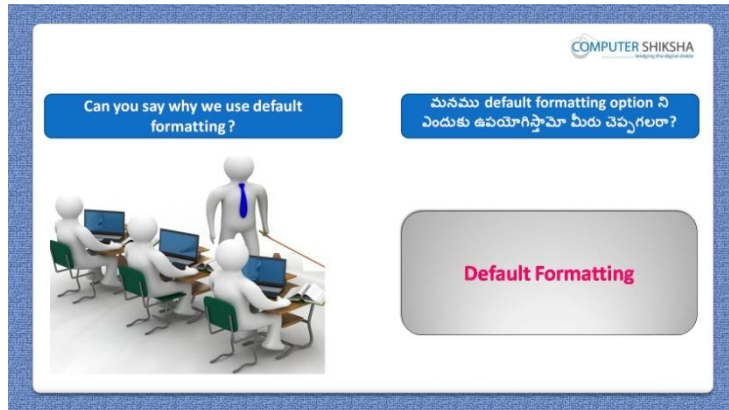 COMPUTER SHIKSHA
bridging the digital divide
Can you say why we use default
formatting ?
మనము default formatting option ని
ఎందుకు ఉపయోగిస్తామో మీరు చెప్పగలరా?
Default Formatting